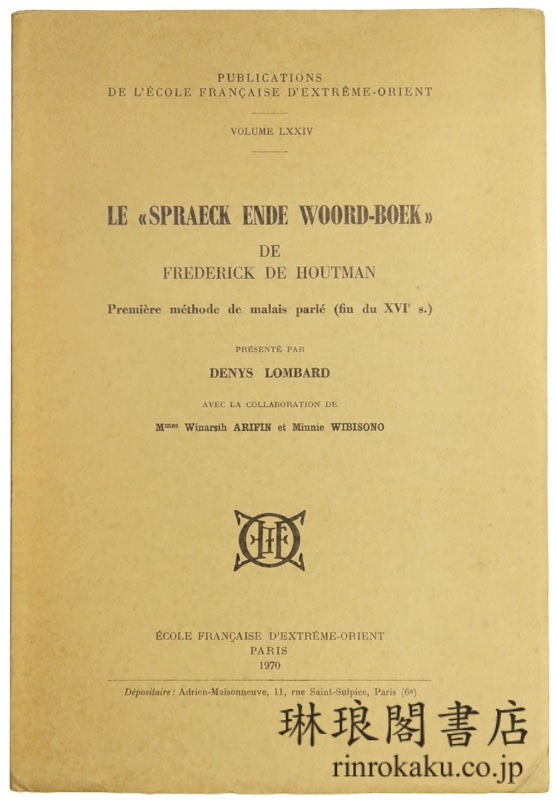 PUBLICATIONS
DE L'ÉCOLE FRANÇAISE D'EXTRÊME-ORIENT
VOLUME LXXIV
LE «SPRAECK ENDE WOORD-BOEK»
DE
FREDERICK DE HOUTMAN
Première méthode de malais parlé (fin du XVIe s.)
PRÉSENTÉ PAR
DENYS LOMBARD
AVEC LA COLLABORATION DE
Mmes Winarsih ARIFIN et Minnie WIBISONO
ÉCOLE FRANÇAISE D'EXTRÊME-ORIENT
PARIS
1970
Dépositaire: Adrien-Maisonneuve, 11, rue Saint-Sulpice, Paris (6e)
琳琅閣書店
rinrokaku.co.jp